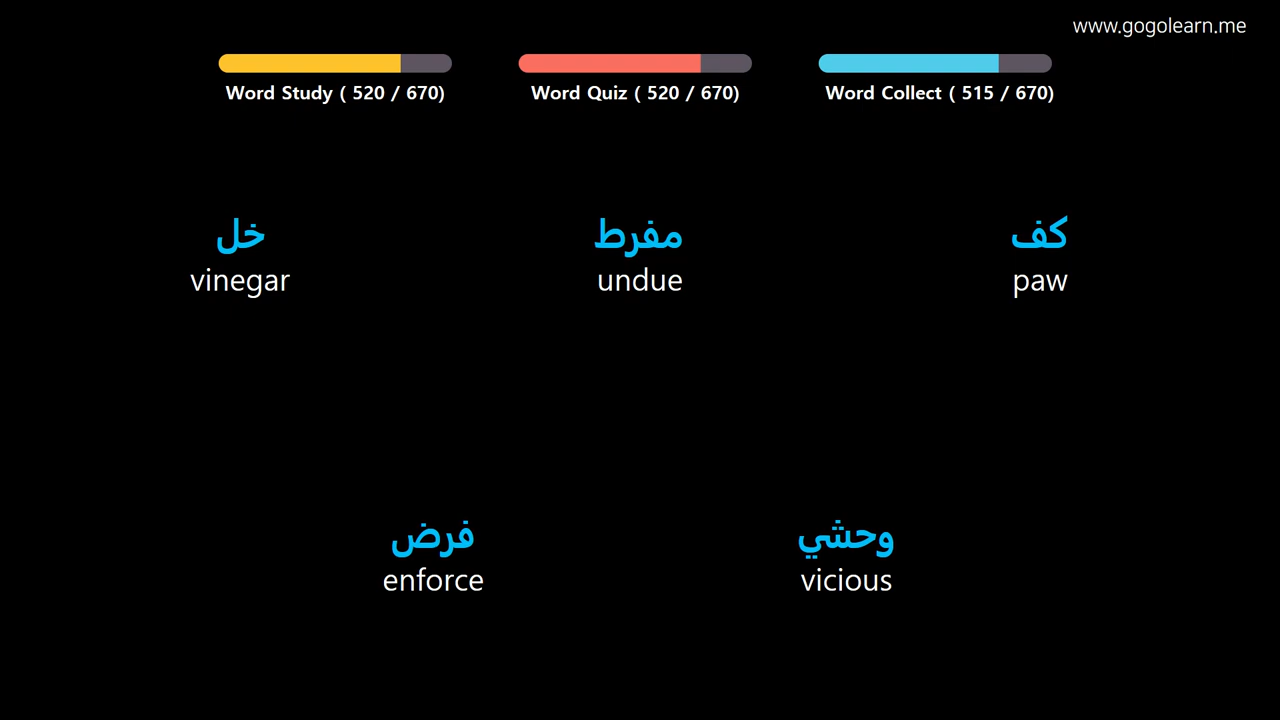 www.gogolearn.me
Word Study ( 520 / 670)
Word Quiz ( 520 / 670)
Word Collect ( 515 / 670)
خل
vinegar
مفرط
undue
كف
paw
فرض
enforce
وحشي
vicious